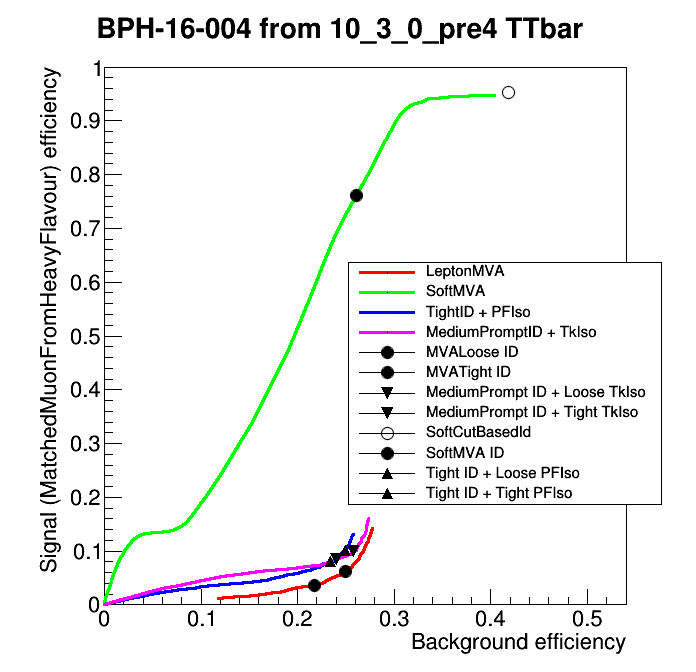 BPH-16-004 from 10_3_0_pre4 TTbar
Signal (MatchedMuonFromHeavyFlavour) efficiency
1
0.9
0.8
0.7
0.6
0.5
0.4
0.3
0.2
0.1
0
LeptonMVA
SoftMVA
TightID + PFIso
MediumPromptID + TkIso
MVALoose ID
MVATight ID
MediumPrompt ID + Loose TkIso
MediumPrompt ID + Tight TkIso
SoftCutBasedId
SoftMVA ID
Tight ID + Loose PFIso
Tight ID + Tight PFIso
0 0.1 0.2 0.3 0.4 0.5
Background efficiency